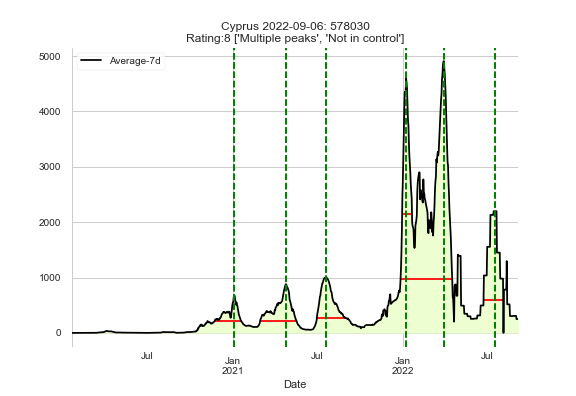 Cyprus 2022-09-06: 578030
Rating:8 ['Multiple peaks', 'Not in control']
Average-7d
5000
4000
3000
2000
1000
0
Jul
Jan
2021
Jul
Jan
2022
Jul
Date